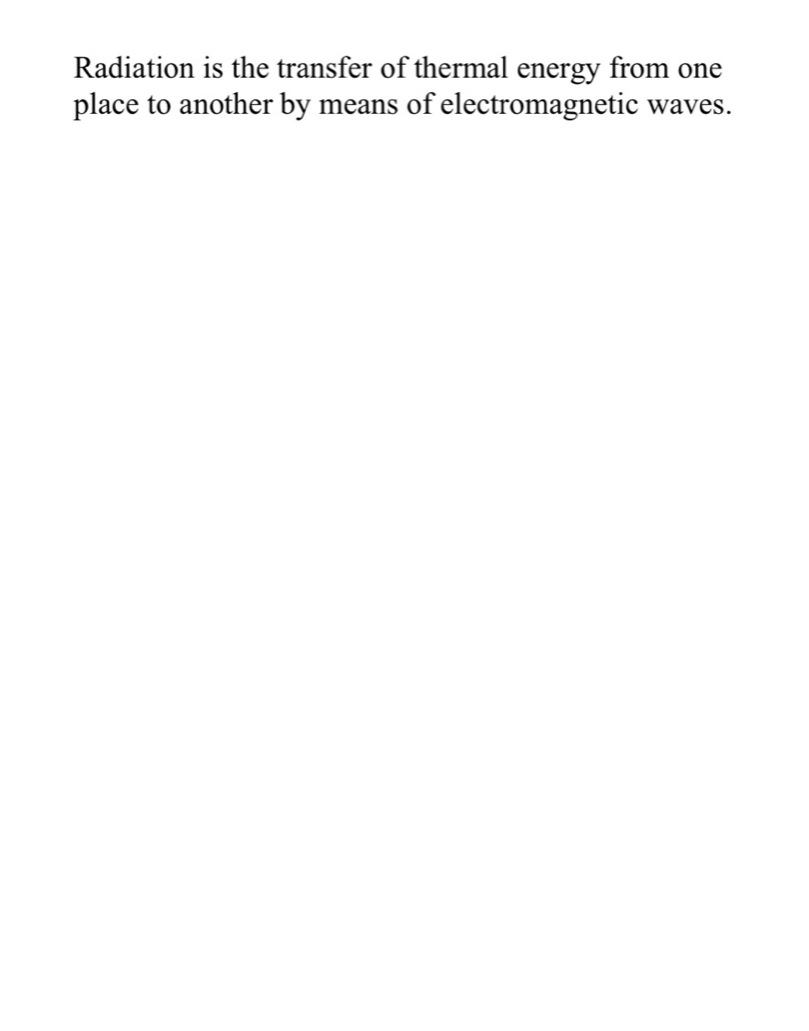 Radiation is the transfer of thermal energy from one
place to another by means of electromagnetic waves.